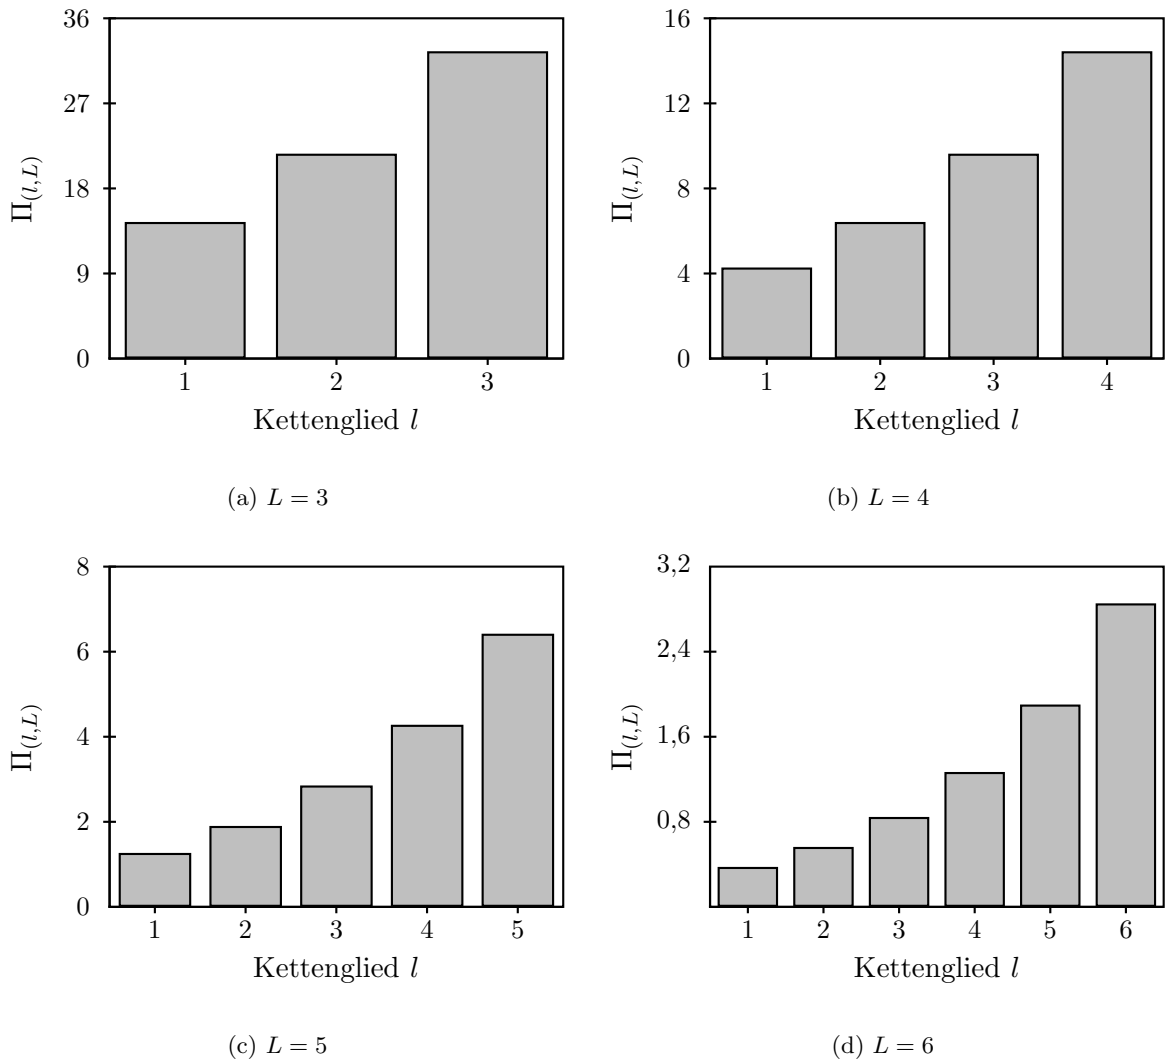 36
27
18
9
0
Π(l,L)
1 2 3
Kettenglied l
(a) L = 3
16
12
8
4
0
Π(l,L)
1 2 3 4
Kettenglied l
(b) L = 4
8
6
4
2
0
Π(l,L)
1 2 3 4 5
Kettenglied l
(c) L = 5
3,2
2,4
1,6
0,8
Π(l,L)
1 2 3 4 5 6
Kettenglied l
(d) L = 6